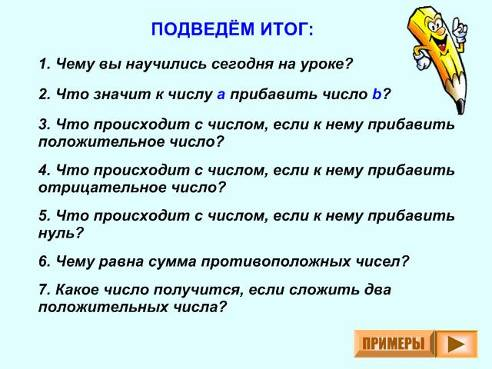 ПОДВЕДЁМ ИТОГ:
1. Чему вы научились сегодня на уроке?
2. Что значит к числу a прибавить число b?
3. Что происходит с числом, если к нему прибавить
положительное число?
4. Что происходит с числом, если к нему прибавить
отрицательное число?
5. Что происходит с числом, если к нему прибавить
нуль?
6. Чему равна сумма противоположных чисел?
7. Какое число получится, если сложить два
положительных числа?
ПРИМЕРЫ